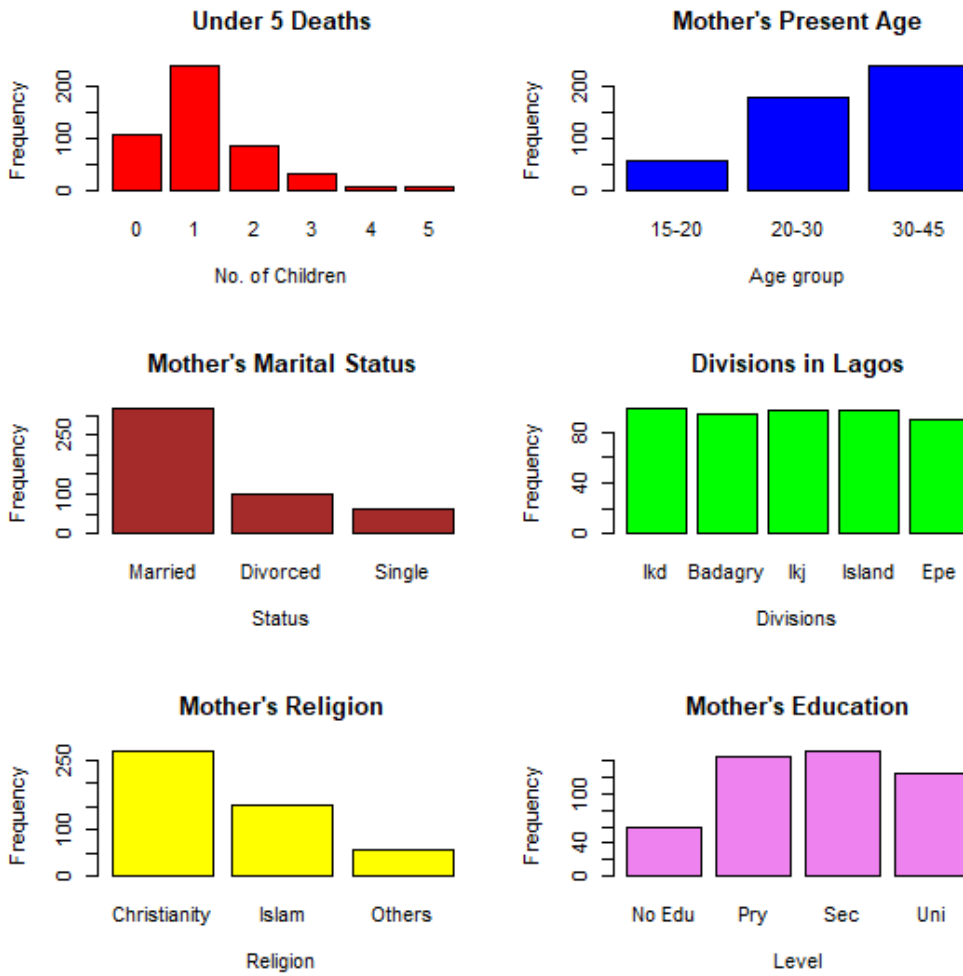 Under 5 Deaths
Frequency
0 100 200
0 1 2 3 4 5
No. of Children
Mother's Present Age
Frequency
0 100 200
15-20 20-30 30-45
Age group
Mother's Marital Status
Frequency
0 100 250
Married Divorced Single
Status
Divisions in Lagos
Frequency
0 40 80
Ikd Badagry Ikj Island Epe
Divisions
Mother's Religion
Frequency
0 100 250
Christianity Islam Others
Religion
Mother's Education
Frequency
0 40 100
No Edu Pry Sec Uni
Level